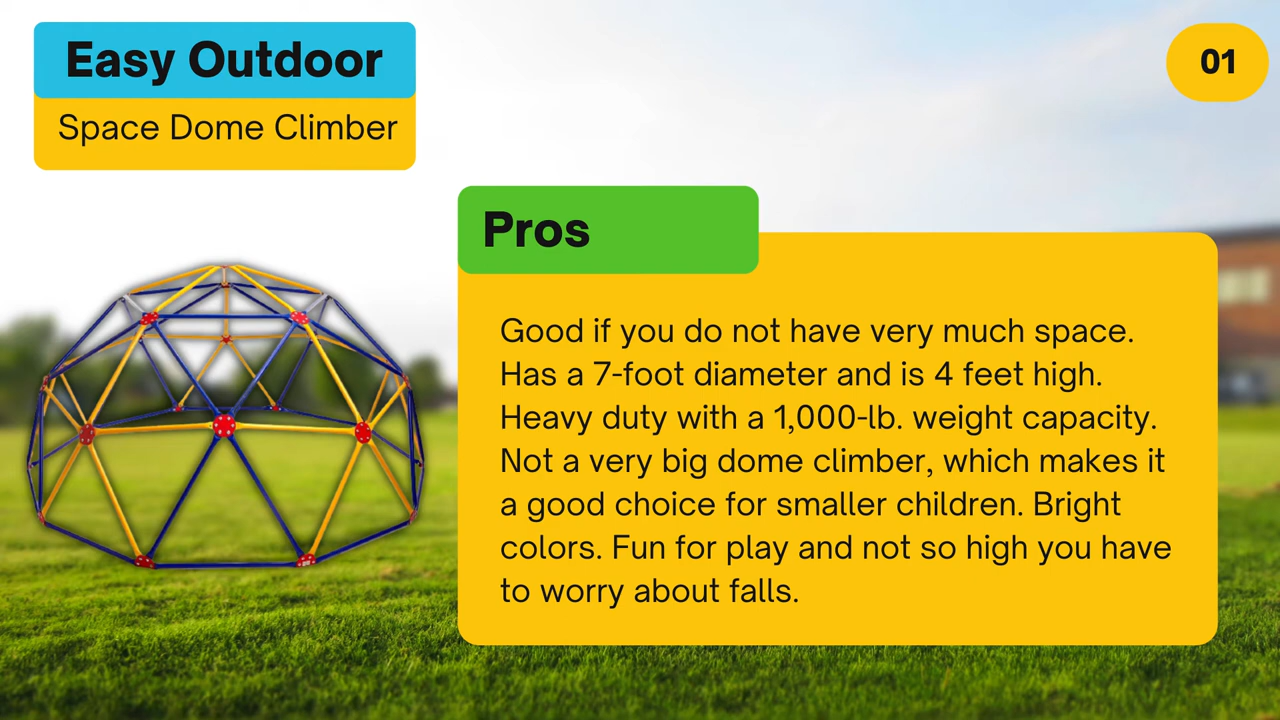 Easy Outdoor
Space Dome Climber
01
Pros
Good if you do not have very much space.
Has a 7-foot diameter and is 4 feet high.
Heavy duty with a 1,000-lb. weight capacity.
Not a very big dome climber, which makes it
a good choice for smaller children. Bright
colors. Fun for play and not so high you have
to worry about falls.